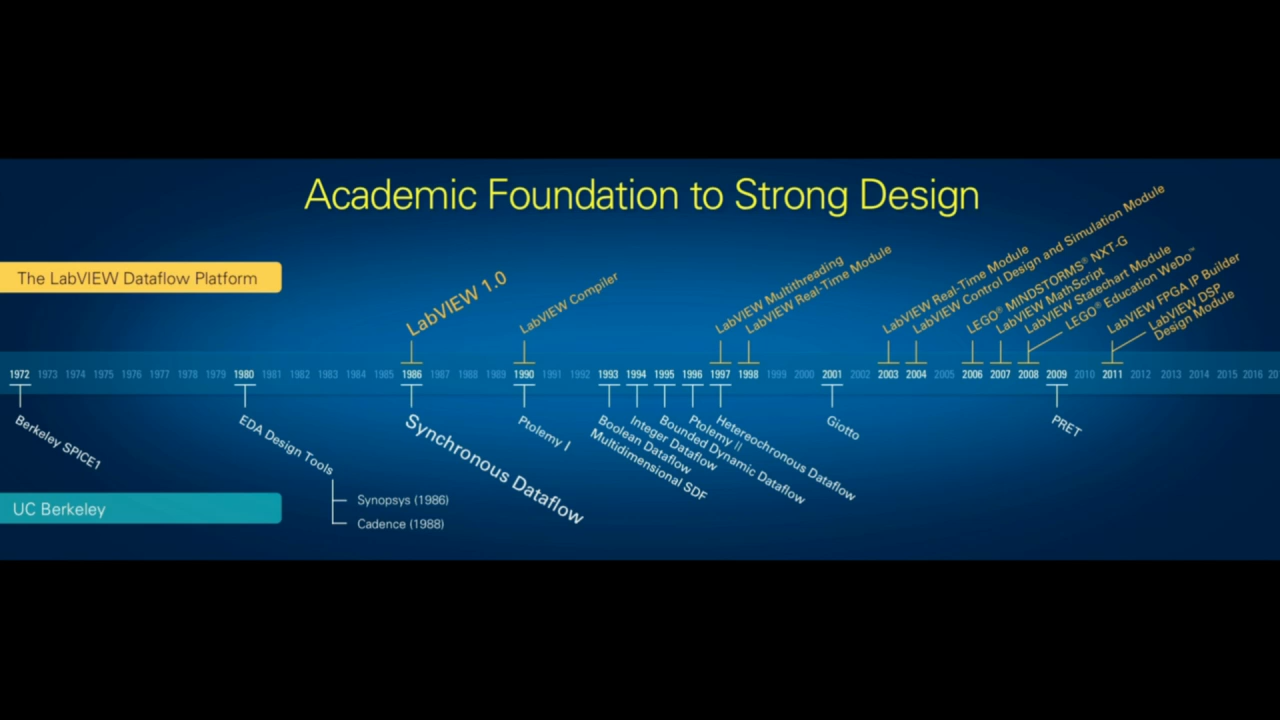 Academic Foundation to Strong Design
The LabVIEW Dataflow Platform
LabVIEW 1.0
LabVIEW Compiler
LabVIEW Multithreading
LabVIEW Real-Time Module
LabVIEW Real-Time Module
LabVIEW Control Design and Simulation Module
LEGO® MINDSTORMS® NXT-G
LabVIEW MathScript
LabVIEW Statechart Module
LEGO® Education WeDo™
LabVIEW FPGA IP Builder
LabVIEW DSP
Design Module
1972 1973 1974 1975 1976 1977 1978 1979 1980 1981 1982 1983 1984 1985 1986 1987 1988 1989 1990 1991 1992 1993 1994 1995 1996 1997 1998 1999 2000 2001 2002 2003 2004 2005 2006 2007 2008 2009 2010 2011 2012 2013 2014 2015 2016 20
Berkeley SPICE1
EDA Design Tools
Synopsys (1986)
Cadence (1988)
Synchronous Dataflow
Ptolemy I
Boolean Dataflow
Multidimensional SDF
Integer Dataflow
Bounded Dynamic Dataflow
Ptolemy II
Hetereochronous Dataflow
Giotto
PRET
UC Berkeley